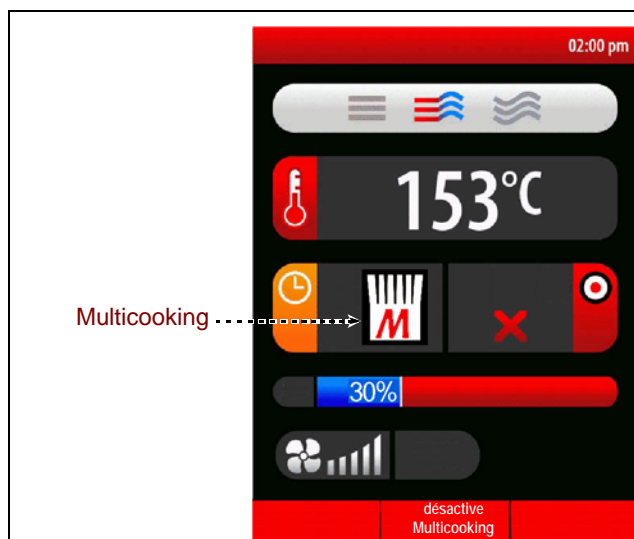 02:00 pm
153°C
Multicooking
M
30%
désactive
Multicooking